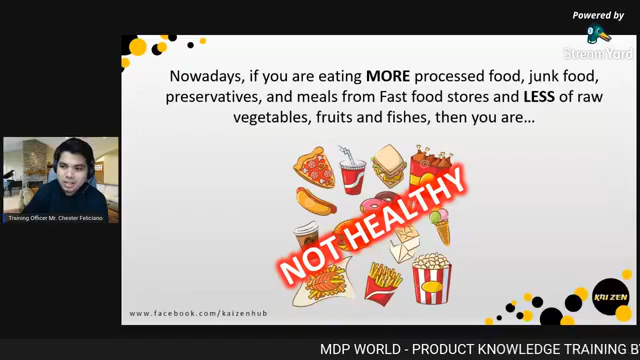 Powered by
StreamYard
Nowadays, if you are eating MORE processed food, junk food,
preservatives, and meals from Fast food stores and LESS of raw
vegetables, fruits and fishes, then you are…
NOT HEALTHY
Training Officer Mr. Chester Feliciano
KAIZEN
www.facebook.com/kaizenhub
MDP WORLD - PRODUCT KNOWLEDGE TRAINING B